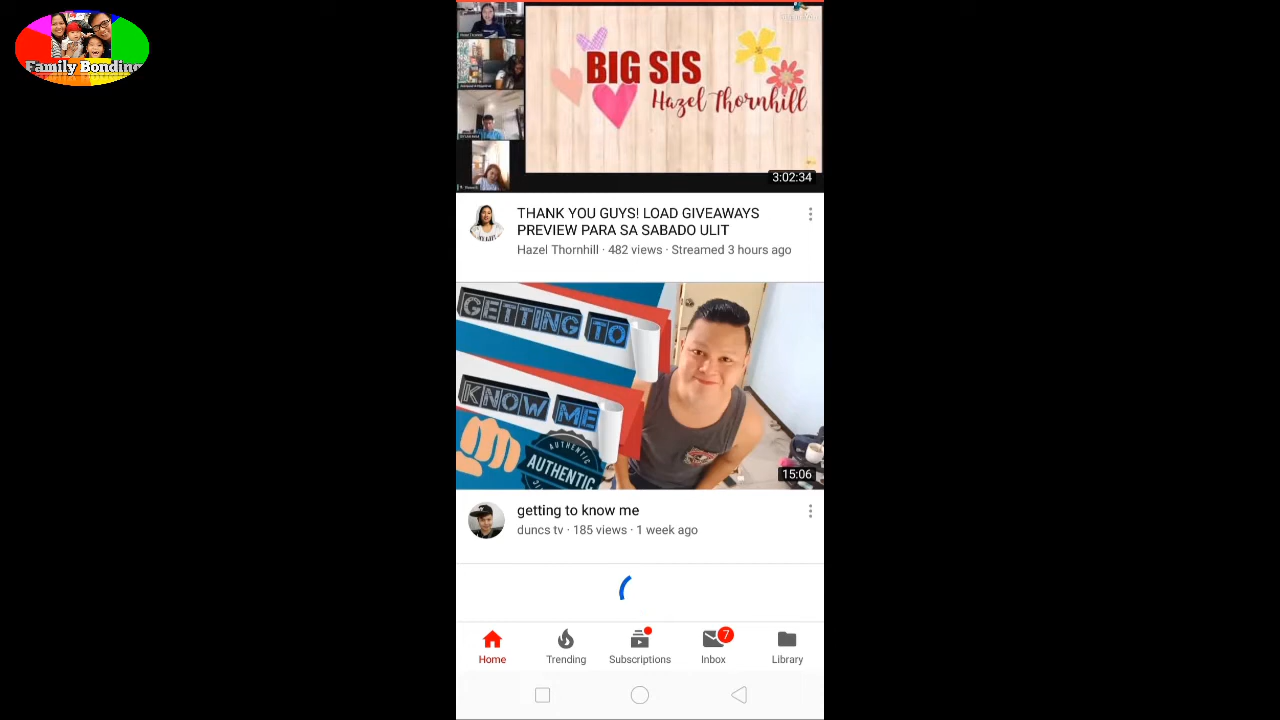 Family Bonding
BIG SIS
Hazel Thornhill
3:02:34
THANK YOU GUYS! LOAD GIVEAWAYS
PREVIEW PARA SA SABADO ULIT
Hazel Thornhill · 482 views · Streamed 3 hours ago
GETTING TO
KNOW ME
AUTHENTIC
AUTHENTIC
15:06
getting to know me
duncs tv · 185 views · 1 week ago
7
Home
Trending
Subscriptions
Inbox
Library